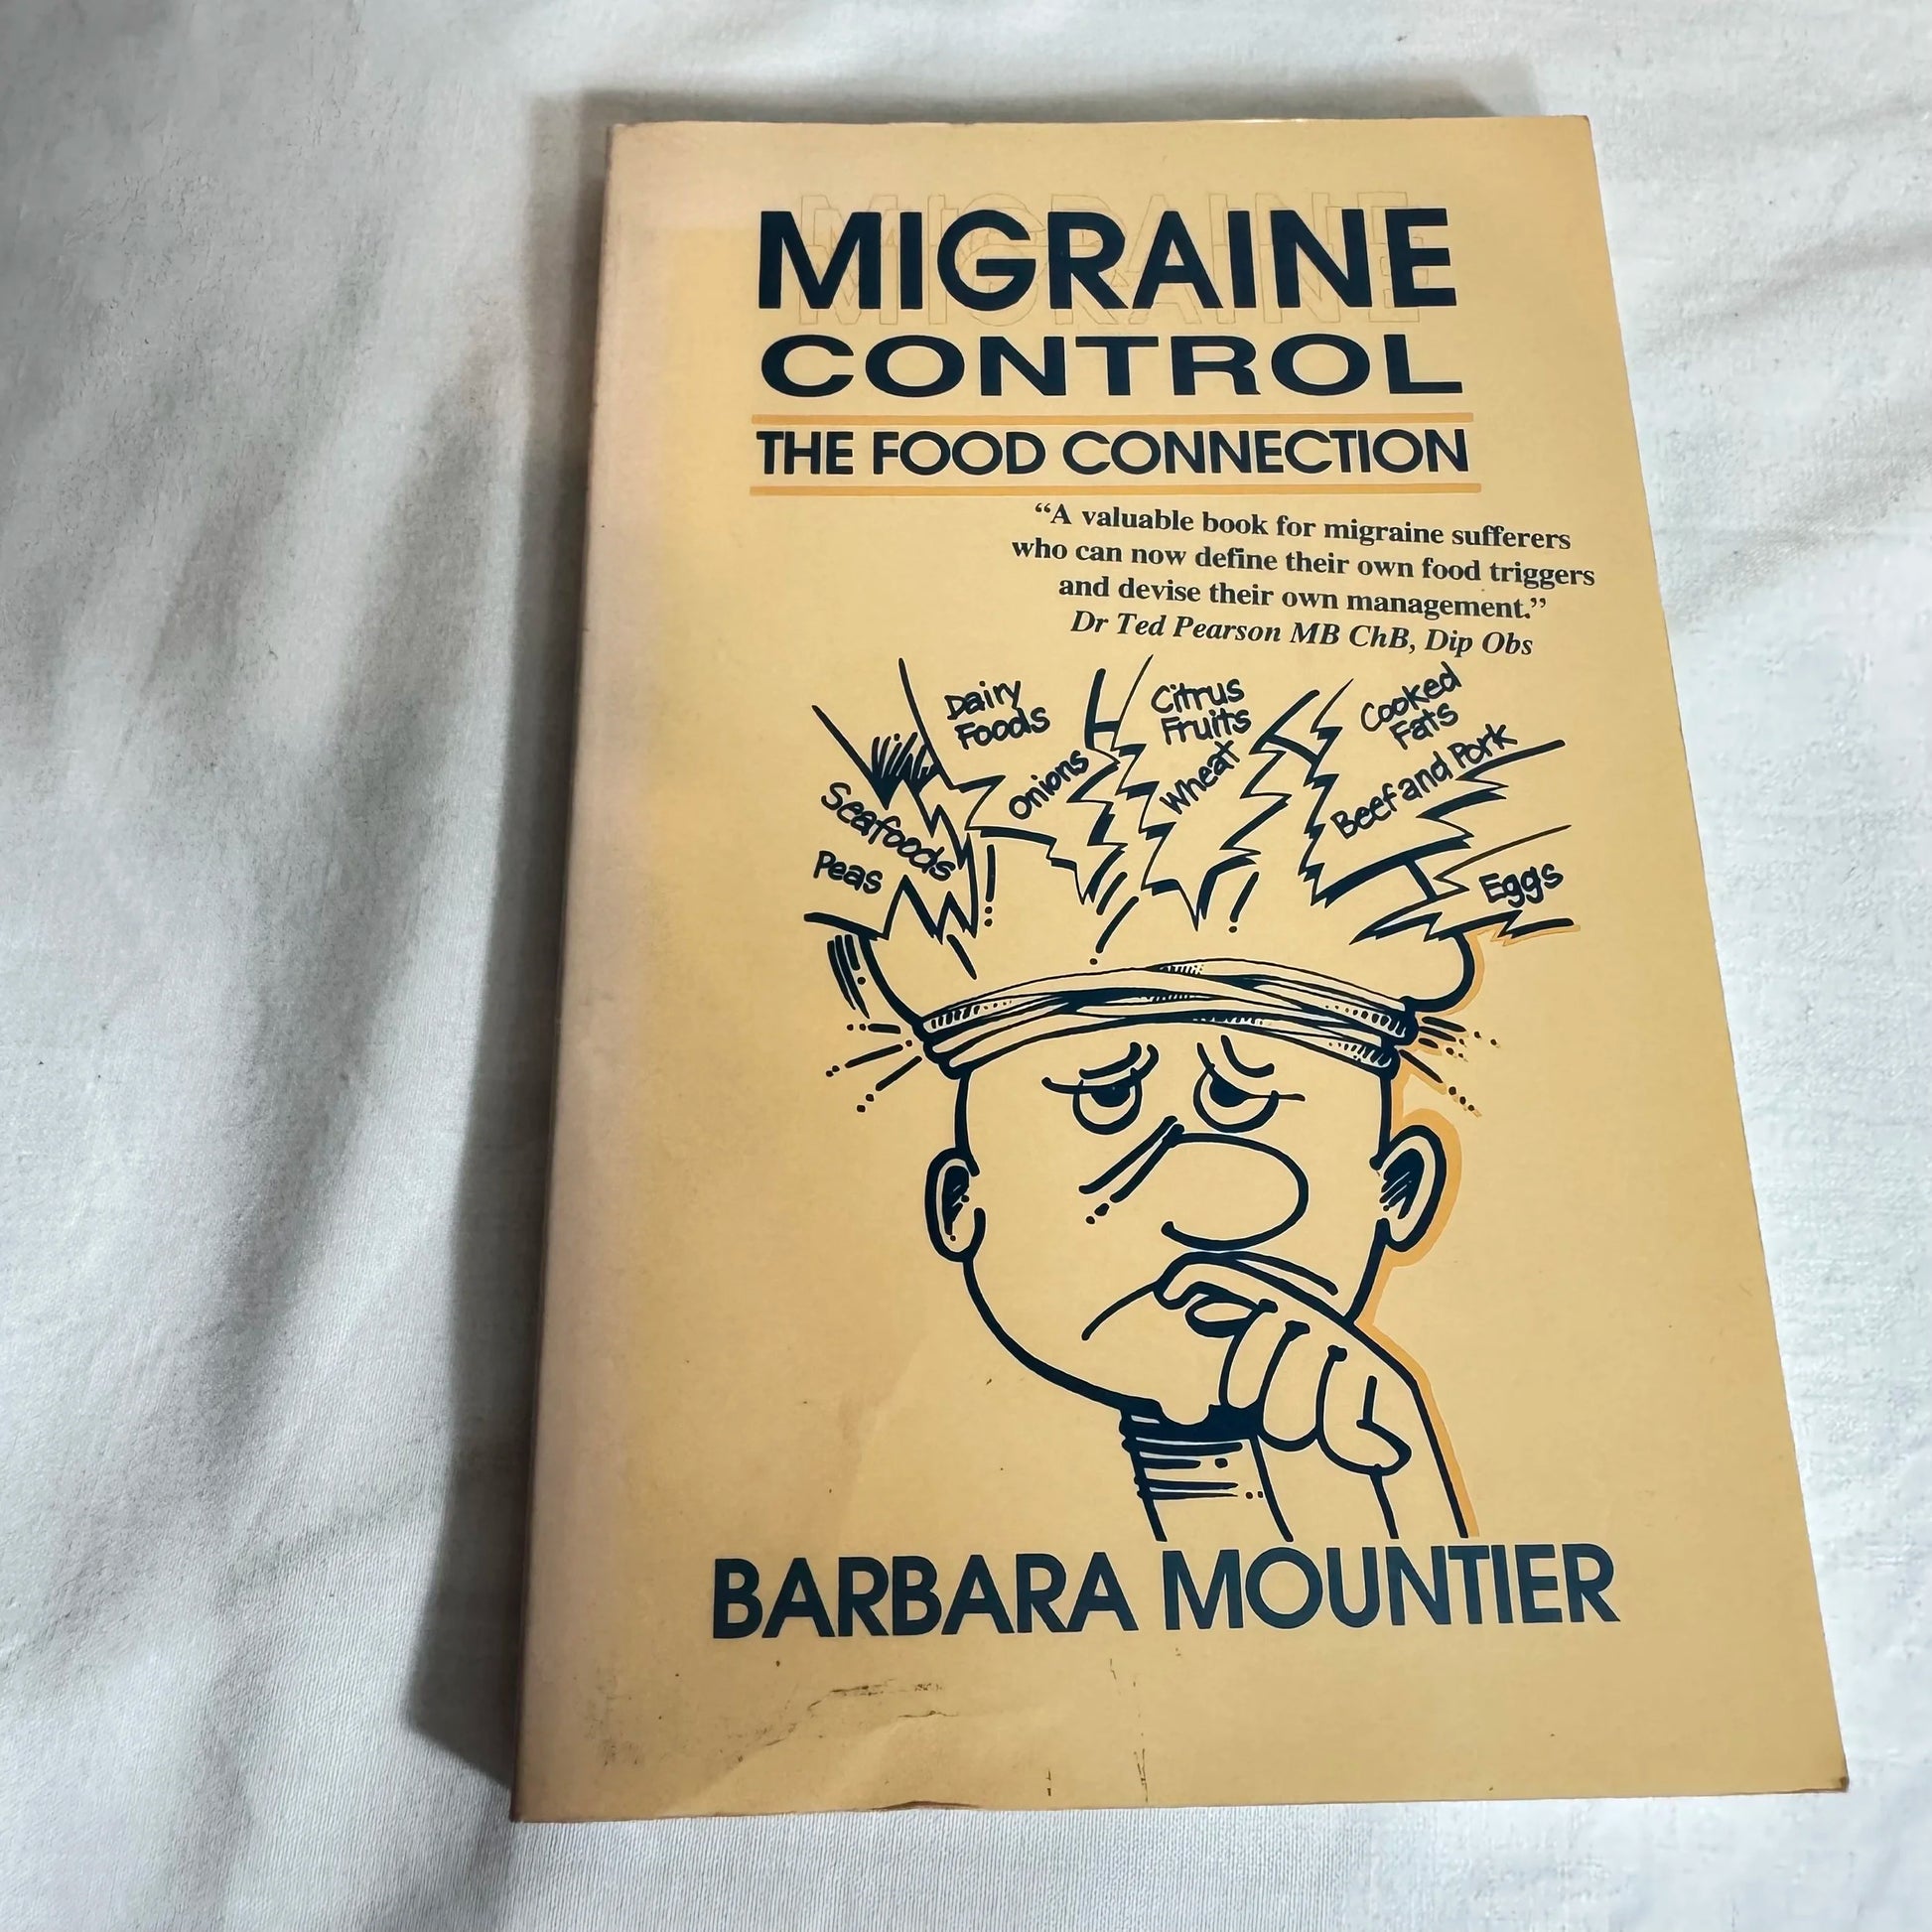 MIGRAINE
CONTROL
THE FOOD CONNECTION
“A valuable book for migraine sufferers
who can now define their own food triggers
and devise their own management.”
Dr Ted Pearson MB ChB, Dip Obs
Dairy
Foods
Citrus
Fruits
Cooked
Fats
Onions
Wheat
Beef and Pork
Seafoods
Peas
Eggs
BARBARA MOUNTIER